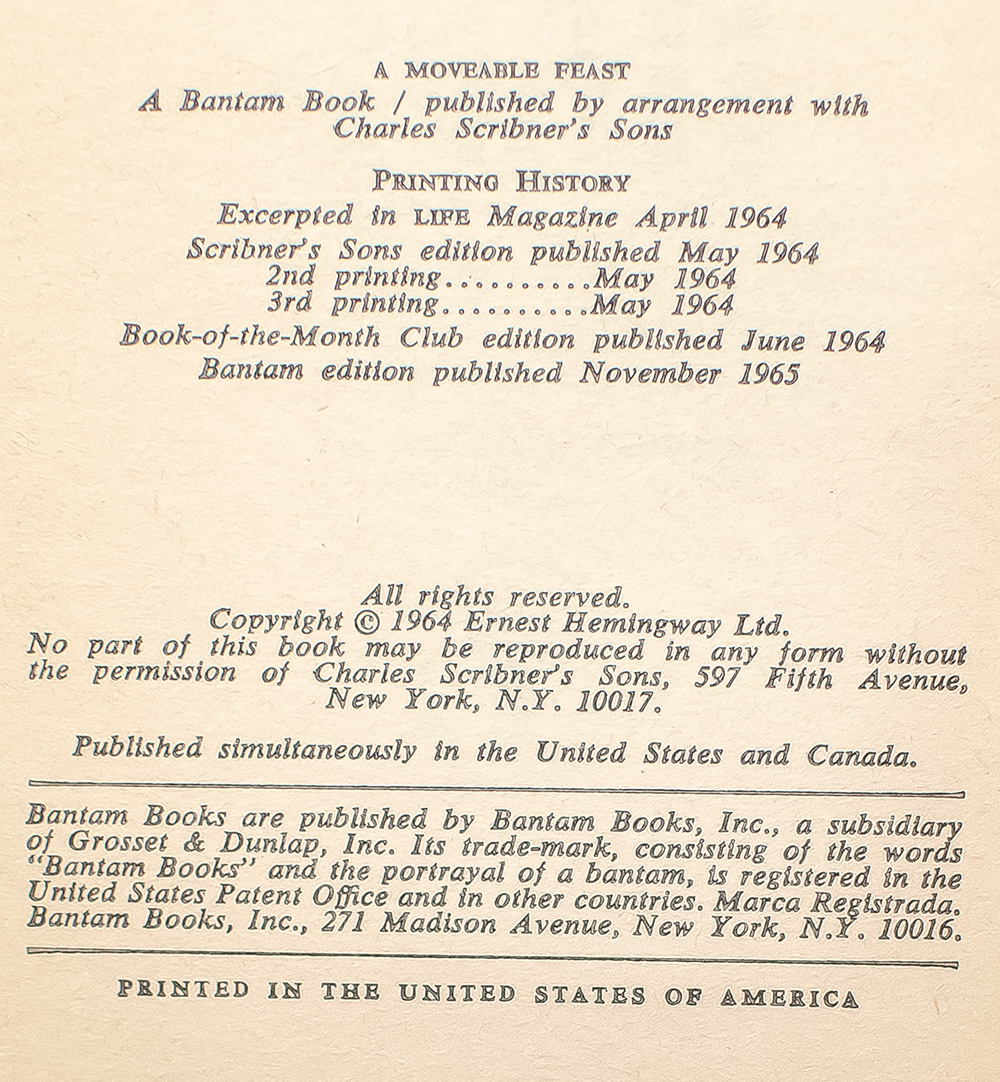 A MOVEABLE FEAST
A Bantam Book / published by arrangement with
Charles Scribner's Sons
PRINTING HISTORY
Excerpted in LIFE Magazine April 1964
Scribner's Sons edition published May 1964
2nd printing..........May 1964
3rd printing..........May 1964
Book-of-the-Month Club edition published June 1964
Bantam edition published November 1965
All rights reserved.
Copyright © 1964 Ernest Hemingway Ltd.
No part of this book may be reproduced in any form without
the permission of Charles Scribner's Sons, 597 Fifth Avenue,
New York, N.Y. 10017.
Published simultaneously in the United States and Canada.
Bantam Books are published by Bantam Books, Inc., a subsidiary
of Grosset & Dunlap, Inc. Its trade-mark, consisting of the words
"Bantam Books" and the portrayal of a bantam, is registered in the
United States Patent Office and in other countries. Marca Registrada.
Bantam Books, Inc., 271 Madison Avenue, New York, N.Y. 10016.
PRINTED IN THE UNITED STATES OF AMERICA